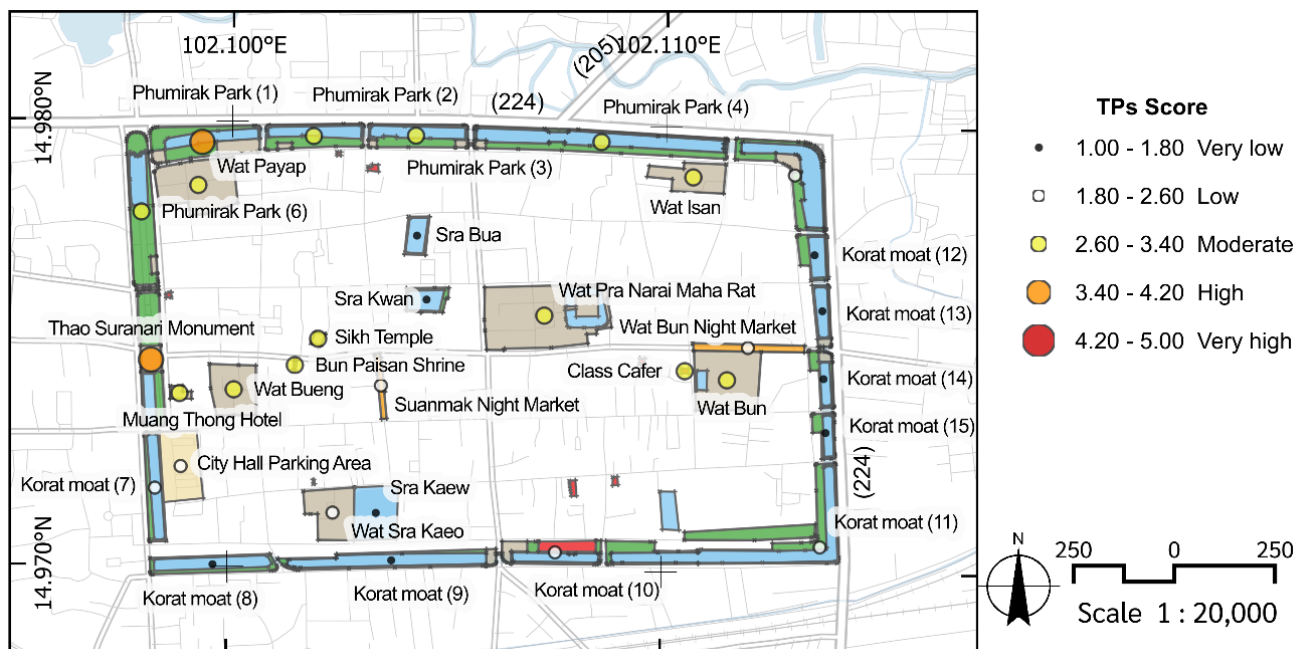 102.100°E
102.110°E
(205)
Phumirak Park (1)
Phumirak Park (2)
(224)
Phumirak Park (4)
14.980°N
Wat Payap
Phumirak Park (3)
Phumirak Park (6)
Wat Isan
Sra Bua
Korat moat (12)
Sra Kwan
Wat Pra Narai Maha Rat
Korat moat (13)
Thao Suranari Monument
Wat Bun Night Market
Sikh Temple
Bun Paisan Shrine
Class Cafer
Korat moat (14)
Wat Bueng
Suanmak Night Market
Wat Bun
Muang Thong Hotel
Korat moat (15)
City Hall Parking Area
(224)
Korat moat (7)
Sra Kaew
Wat Sra Kaeo
Korat moat (11)
14.970°N
Korat moat (8)
Korat moat (9)
Korat moat (10)
TPs Score
1.00 - 1.80 Very low
1.80 - 2.60 Low
2.60 - 3.40 Moderate
3.40 - 4.20 High
4.20 - 5.00 Very high
N
250 0 250
Scale 1 : 20,000